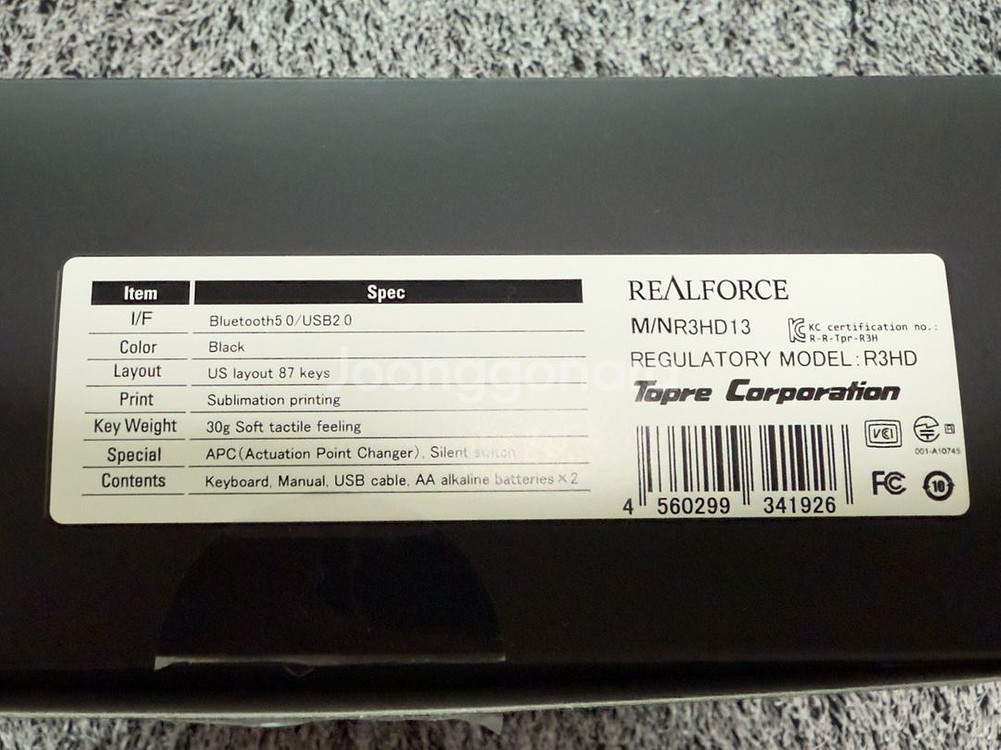 Item Spec
I/F Bluetooth5.0/USB2.0
Color Black
Layout US layout 87 keys
Print Sublimation printing
Key Weight 30g Soft tactile feeling
Special APC(Actuation Point Changer), Silent switch
Contents Keyboard, Manual, USB cable, AA alkaline batteries×2
REALFORCE
M/NR3HD13
KC certification no.:
R-R-Tpr-R3H
REGULATORY MODEL:R3HD
Topre Corporation
VCI
R
001-A10745
FC
10
4 560299 341926
Joonggonara